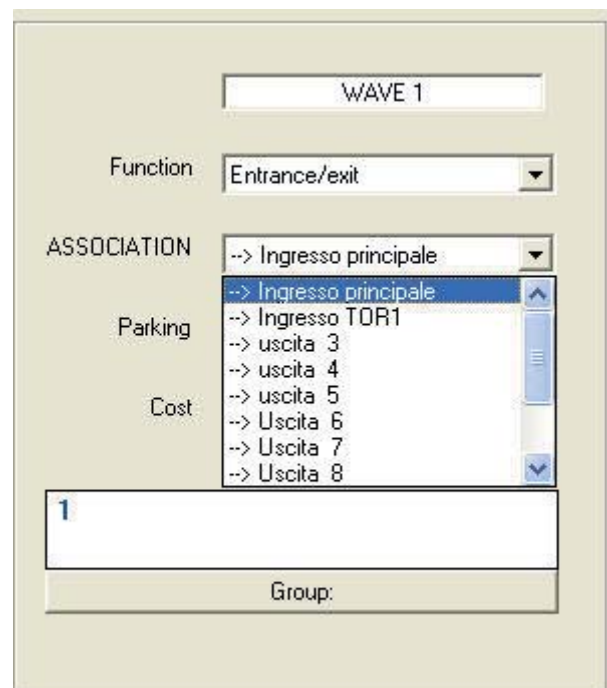 WAVE 1
Function
Entrance/exit
ASSOCIATION
--> Ingresso principale
--> Ingresso principale
--> Ingresso TOR1
Parking
--> uscita 3
--> uscita 4
--> uscita 5
Cost
--> Uscita 6
--> Uscita 7
--> Uscita 8
1
Group: